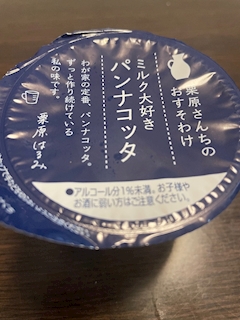 栗原さんちの
おすそわけ
ミルク大好き
パンナコッタ
わが家の定番、パンナコッタ。
ずっと作り続けている
私の味です。
栗原はるみ
●アルコール分1%未満。お子様や
お酒に弱い方はご注意ください。